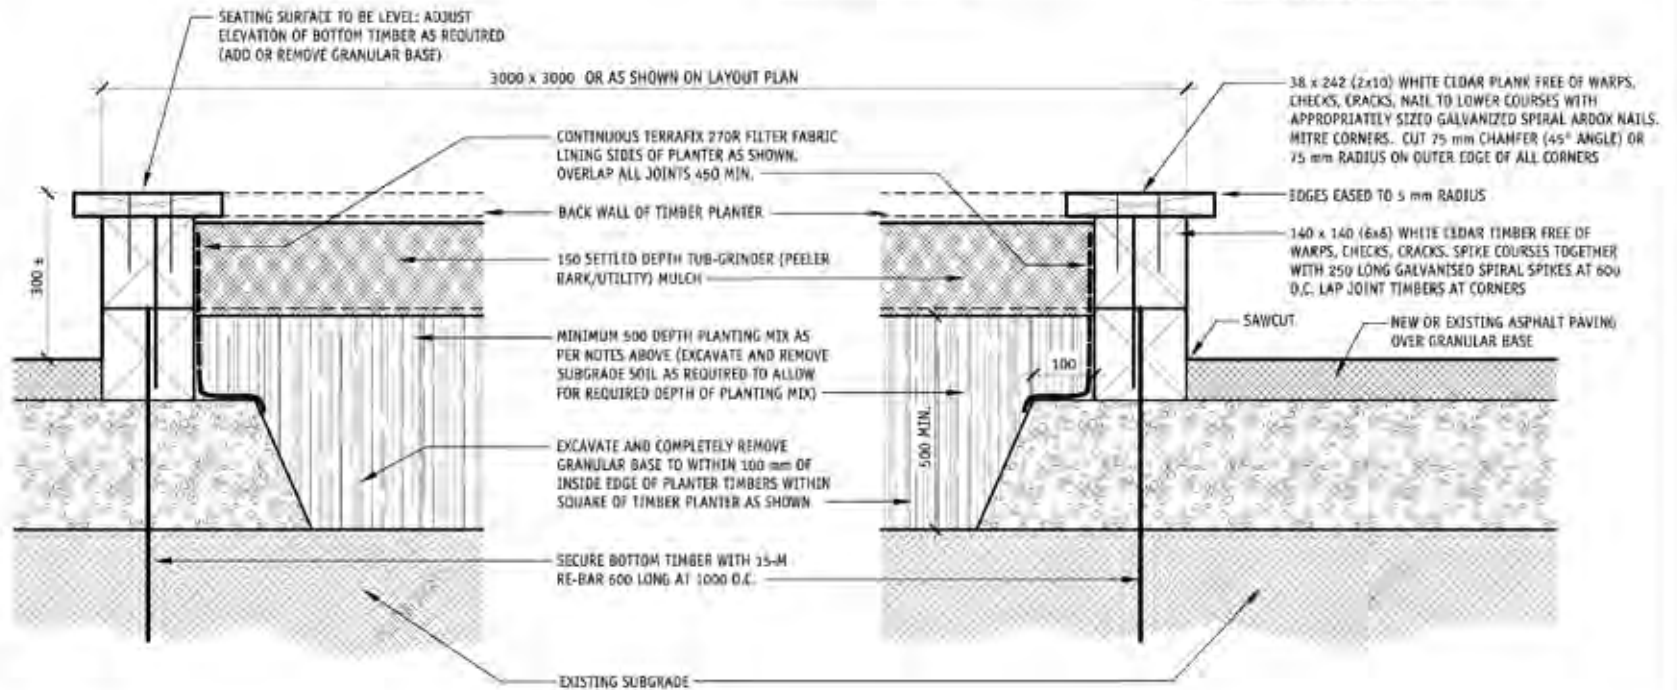 SEATING SURFACE TO BE LEVEL: ADJUST
ELEVATION OF BOTTOM TIMBER AS REQUIRED
(ADD OR REMOVE GRANULAR BASE)
3000 x 3000 OR AS SHOWN ON LAYOUT PLAN
CONTINUOUS TERRAFIX 270R FILTER FABRIC
LINING SIDES OF PLANTER AS SHOWN.
OVERLAP ALL JOINTS 450 MIN.
BACK WALL OF TIMBER PLANTER
150 SETTLED DEPTH TUB-GRINDER (PEELER
BARK/UTILITY) MULCH
MINIMUM 500 DEPTH PLANTING MIX AS
PER NOTES ABOVE (EXCAVATE AND REMOVE
SUBGRADE SOIL AS REQUIRED TO ALLOW
FOR REQUIRED DEPTH OF PLANTING MIX)
EXCAVATE AND COMPLETELY REMOVE
GRANULAR BASE TO WITHIN 100 mm OF
INSIDE EDGE OF PLANTER TIMBERS WITHIN
SQUARE OF TIMBER PLANTER AS SHOWN
SECURE BOTTOM TIMBER WITH 15-M
RE-BAR 600 LONG AT 1000 O.C.
EXISTING SUBGRADE
300 ±
100
500 MIN.
38 x 242 (2x10) WHITE CEDAR PLANK FREE OF WARPS,
CHECKS, CRACKS. NAIL TO LOWER COURSES WITH
APPROPRIATELY SIZED GALVANIZED SPIRAL ARDOX NAILS.
MITRE CORNERS. CUT 75 mm CHAMFER (45° ANGLE) OR
75 mm RADIUS ON OUTER EDGE OF ALL CORNERS
EDGES EASED TO 5 mm RADIUS
140 x 140 (6x6) WHITE CEDAR TIMBER FREE OF
WARPS, CHECKS, CRACKS. SPIKE COURSES TOGETHER
WITH 250 LONG GALVANISED SPIRAL SPIKES AT 600
O.C. LAP JOINT TIMBERS AT CORNERS
SAWCUT
NEW OR EXISTING ASPHALT PAVING
OVER GRANULAR BASE